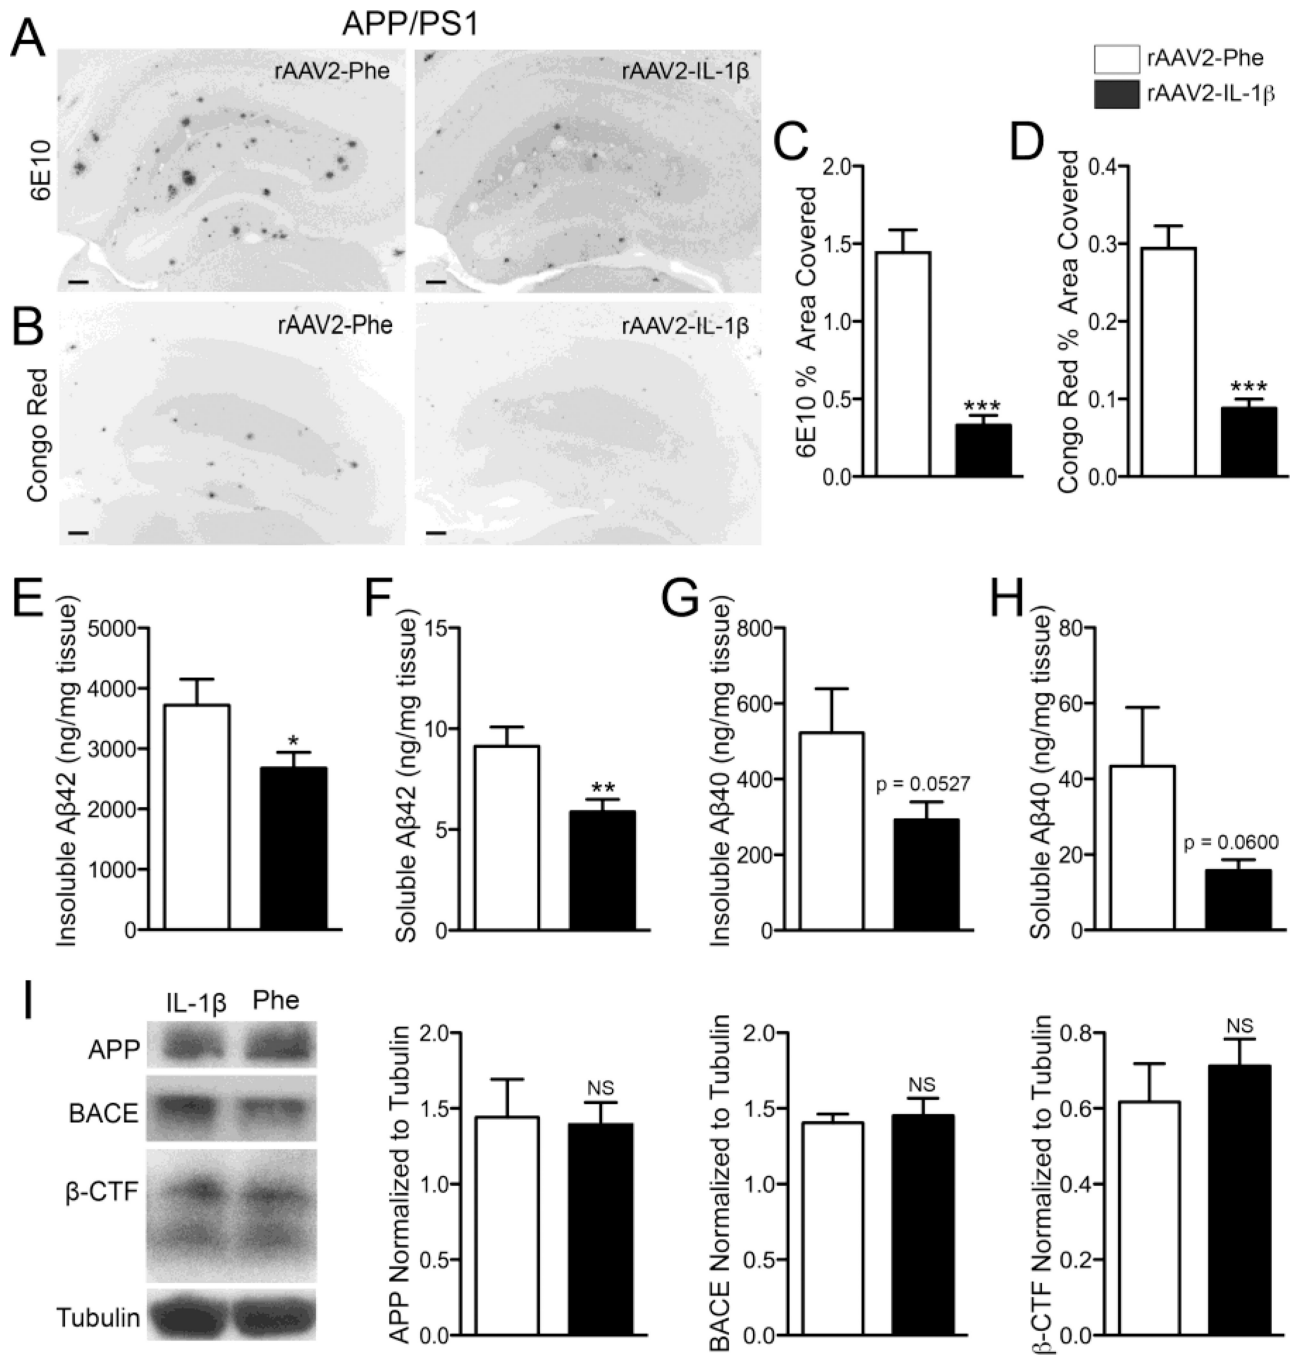 A
APP/PS1
rAAV2-Phe
rAAV2-IL-1β
6E10
rAAV2-Phe
rAAV2-IL-1β
B
rAAV2-Phe
rAAV2-IL-1β
Congo Red
C
6E10 % Area Covered
2.0
1.5
1.0
0.5
0.0
***
D
Congo Red % Area Covered
0.4
0.3
0.2
0.1
0.0
***
E
Insoluble Aβ42 (ng/mg tissue)
5000
4000
3000
2000
1000
0
*
F
Soluble Aβ42 (ng/mg tissue)
15
10
5
0
**
G
Insoluble Aβ40 (ng/mg tissue)
800
600
400
200
0
p = 0.0527
H
Soluble Aβ40 (ng/mg tissue)
80
60
40
20
0
p = 0.0600
I
IL-1β Phe
APP
BACE
β-CTF
Tubulin
APP Normalized to Tubulin
2.0
1.5
1.0
0.5
0.0
NS
BACE Normalized to Tubulin
2.0
1.5
1.0
0.5
0.0
NS
β-CTF Normalized to Tubulin
0.8
0.6
0.4
0.2
0.0
NS